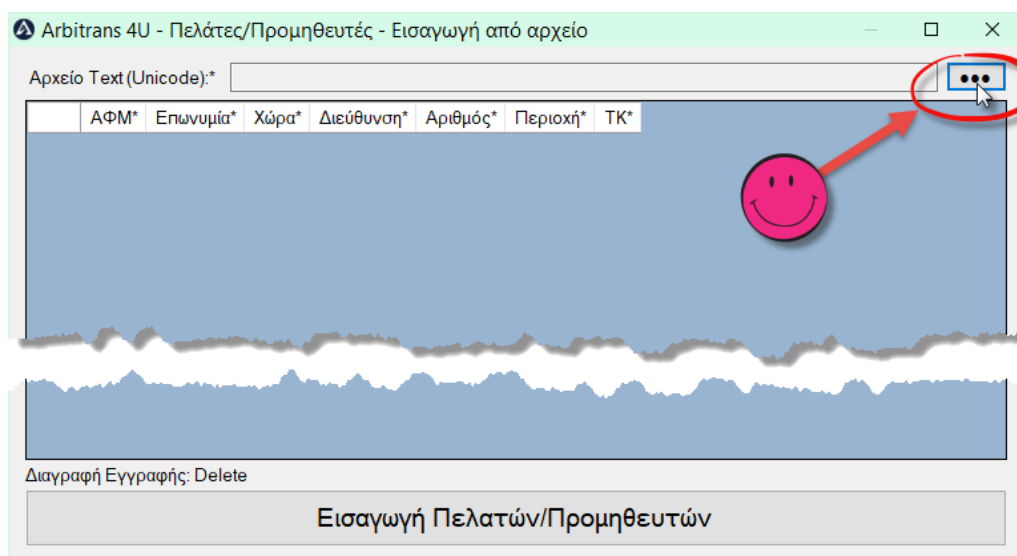 Arbitrans 4U - Πελάτες/Προμηθευτές - Εισαγωγή από αρχείο
Αρχείο Text (Unicode):*
ΑΦΜ* Επωνυμία* Χώρα* Διεύθυνση* Αριθμός* Περιοχή* ΤΚ*
Διαγραφή Εγγραφής: Delete
Εισαγωγή Πελατών/Προμηθευτών